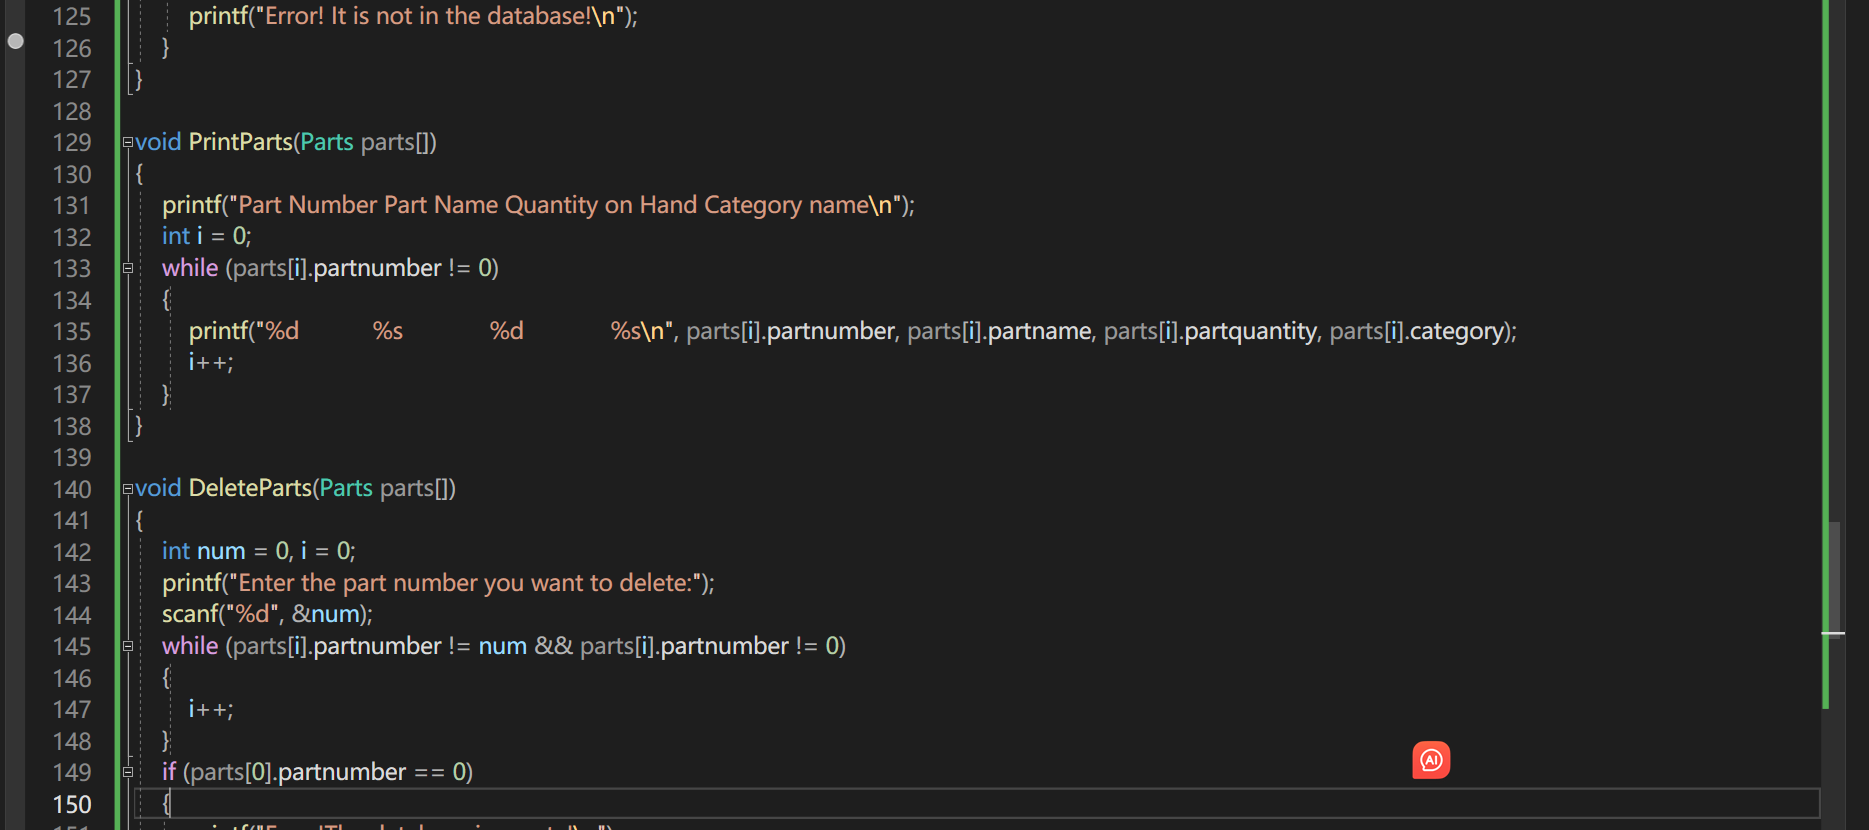 125 printf("Error! It is not in the database!\n");
126 }
127 }
128
129 void PrintParts(Parts parts[])
130 {
131 printf("Part Number Part Name Quantity on Hand Category name\n");
132 int i = 0;
133 while (parts[i].partnumber != 0)
134 {
135 printf("%d %s %d %s\n", parts[i].partnumber, parts[i].partname, parts[i].partquantity, parts[i].category);
136 i++;
137 }
138 }
139
140 void DeleteParts(Parts parts[])
141 {
142 int num = 0, i = 0;
143 printf("Enter the part number you want to delete:");
144 scanf("%d", &num);
145 while (parts[i].partnumber != num && parts[i].partnumber != 0)
146 {
147 i++;
148 }
149 if (parts[0].partnumber == 0)
AI
150 {